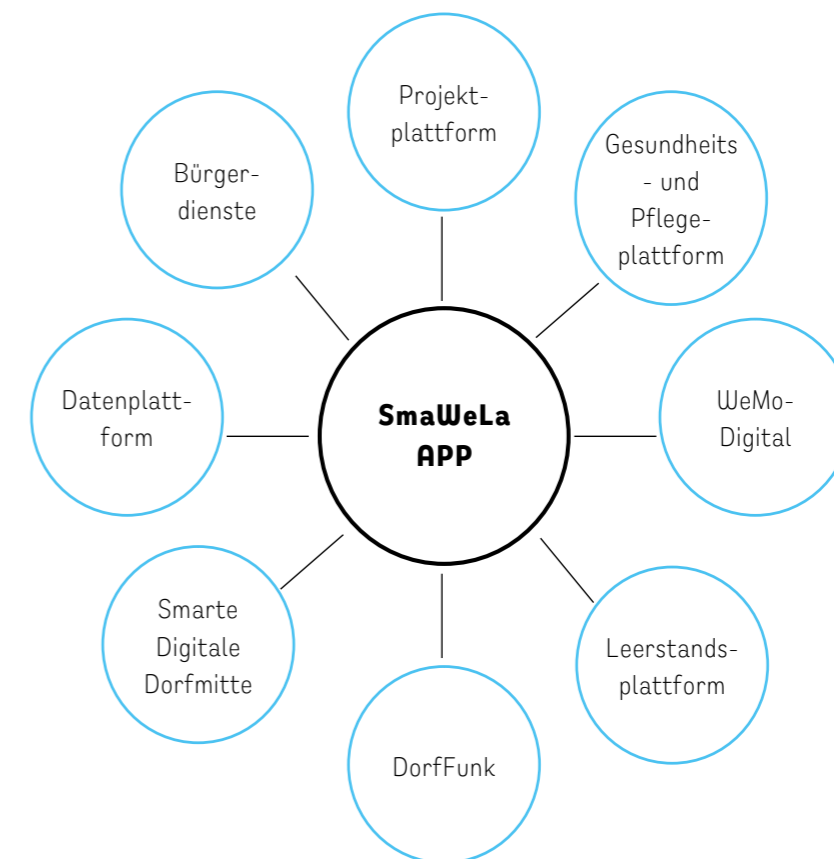 Projekt-
plattform
Gesundheits
- und
Pflege-
plattform
Bürger-
dienste
Datenplatt-
form
SmaWeLa
APP
WeMo-
Digital
Smarte
Digitale
Dorfmitte
Leerstands-
plattform
DorfFunk